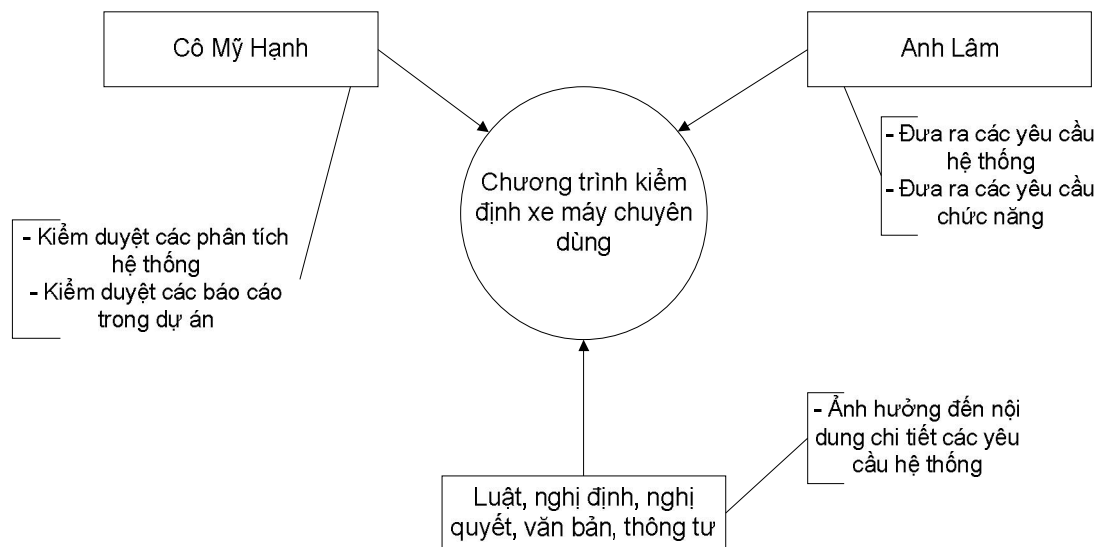 Cô Mỹ Hạnh
Anh Lâm
- Đưa ra các yêu cầu
hệ thống
- Đưa ra các yêu cầu
chức năng
Chương trình kiểm
định xe máy chuyên
dùng
- Kiểm duyệt các phân tích
hệ thống
- Kiểm duyệt các báo cáo
trong dự án
- Ảnh hưởng đến nội
dung chi tiết các yêu
cầu hệ thống
Luật, nghị định, nghị
quyết, văn bản, thông tư